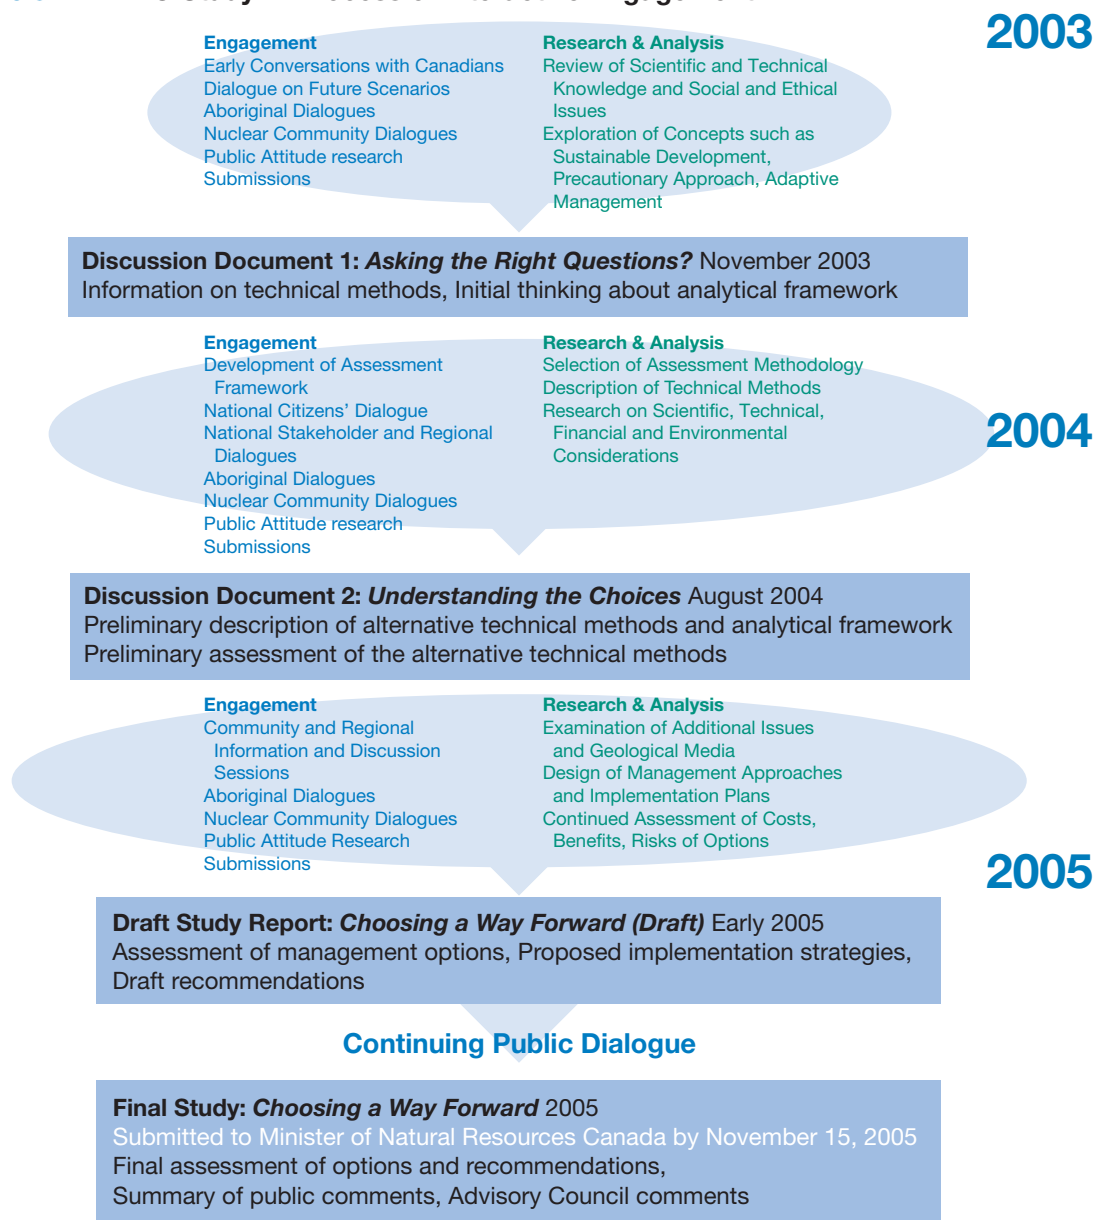 2003
Engagement
Early Conversations with Canadians
Dialogue on Future Scenarios
Aboriginal Dialogues
Nuclear Community Dialogues
Public Attitude research
Submissions
Research & Analysis
Review of Scientific and Technical
Knowledge and Social and Ethical
Issues
Exploration of Concepts such as
Sustainable Development,
Precautionary Approach, Adaptive
Management
Discussion Document 1: Asking the Right Questions? November 2003
Information on technical methods, Initial thinking about analytical framework
Engagement
Development of Assessment
Framework
National Citizens' Dialogue
National Stakeholder and Regional
Dialogues
Aboriginal Dialogues
Nuclear Community Dialogues
Public Attitude research
Submissions
Research & Analysis
Selection of Assessment Methodology
Description of Technical Methods
Research on Scientific, Technical,
Financial and Environmental
Considerations
2004
Discussion Document 2: Understanding the Choices August 2004
Preliminary description of alternative technical methods and analytical framework
Preliminary assessment of the alternative technical methods
Engagement
Community and Regional
Information and Discussion
Sessions
Aboriginal Dialogues
Nuclear Community Dialogues
Public Attitude Research
Submissions
Research & Analysis
Examination of Additional Issues
and Geological Media
Design of Management Approaches
and Implementation Plans
Continued Assessment of Costs,
Benefits, Risks of Options
2005
Draft Study Report: Choosing a Way Forward (Draft) Early 2005
Assessment of management options, Proposed implementation strategies,
Draft recommendations
Continuing Public Dialogue
Final Study: Choosing a Way Forward 2005
Submitted to Minister of Natural Resources Canada by November 15, 2005
Final assessment of options and recommendations,
Summary of public comments, Advisory Council comments